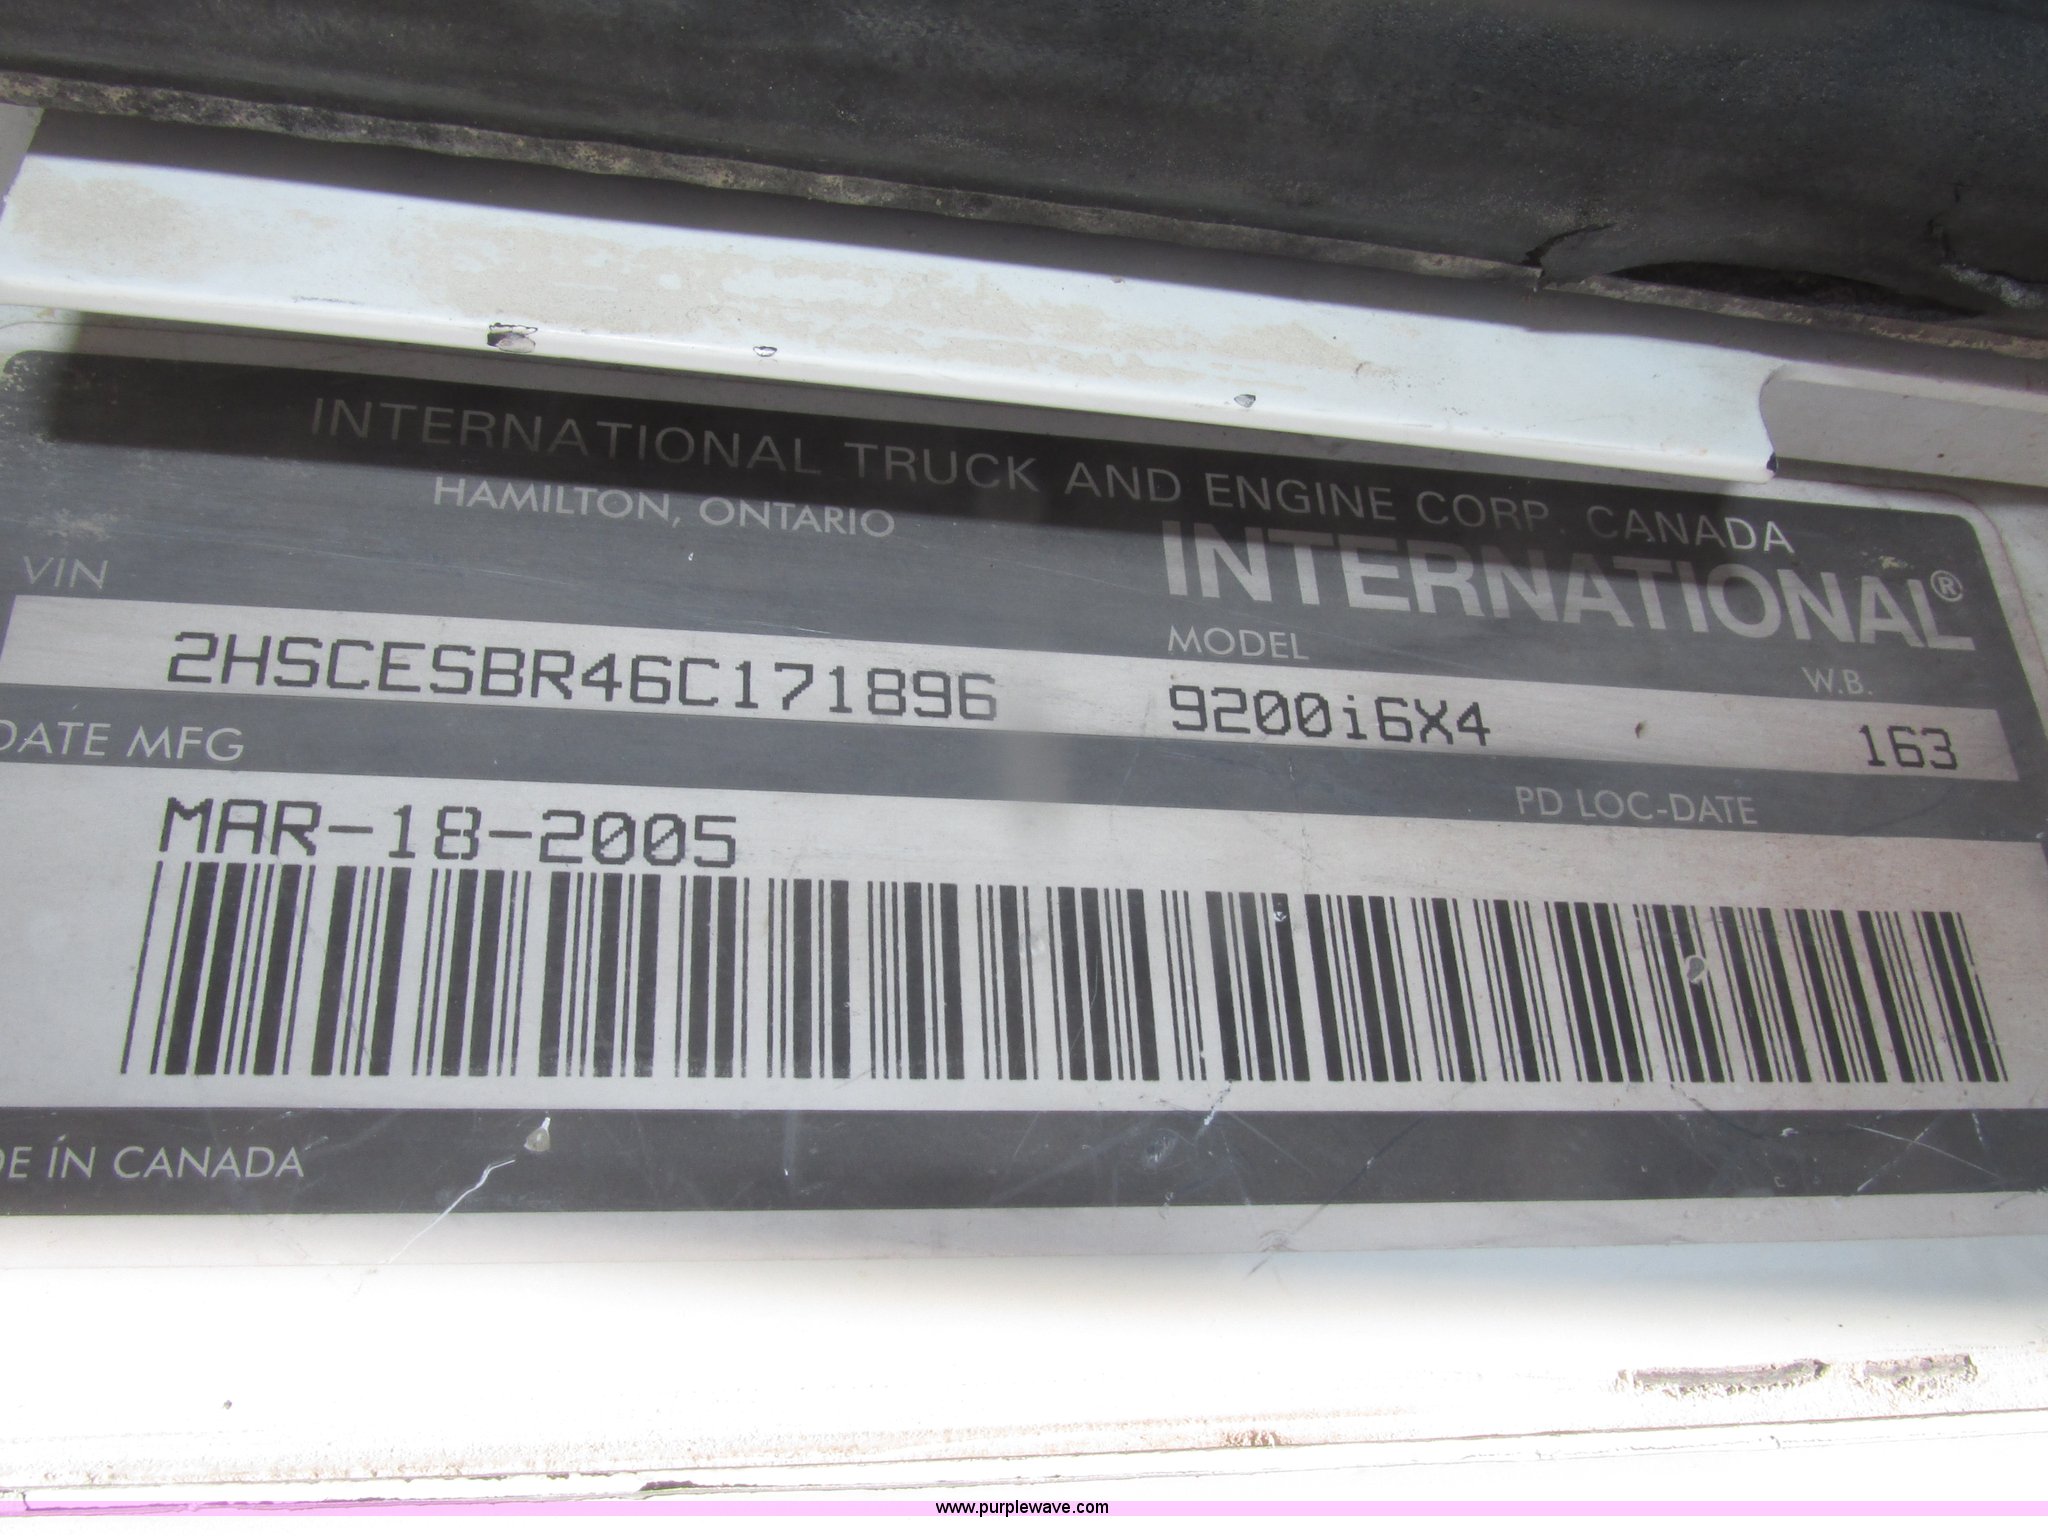 INTERNATIONAL TRUCK AND ENGINE CORP. CANADA
HAMILTON, ONTARIO
INTERNATIONAL®
VIN
MODEL
W.B.
2HSCESBR46C171896
9200i6X4
163
DATE MFG
PD LOC-DATE
MAR-18-2005
DE IN CANADA
www.purplewave.com